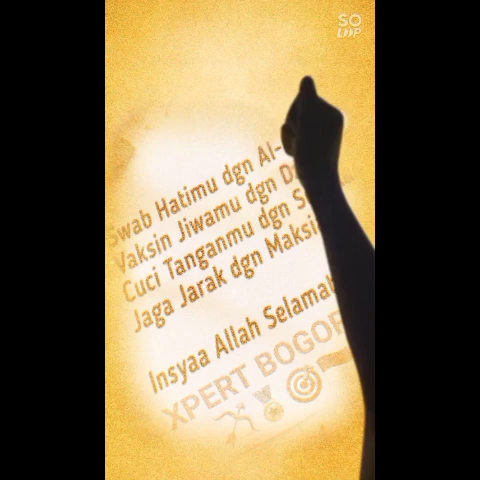 SO
LOOP
Swab Hatimu dgn Al-
Vaksin Jiwamu dgn
Cuci Tanganmu dgn
Jaga Jarak dgn Maksi
Insyaa Allah Selamat
XPERT BOGOR